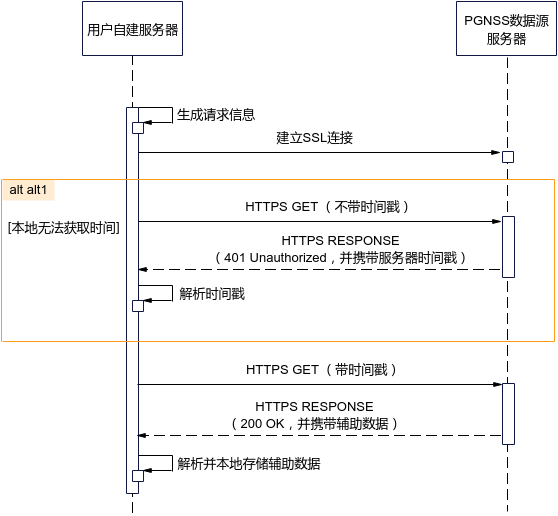 用户自建服务器
PGNSS数据源
服务器
生成请求信息
建立SSL连接
alt alt1
HTTPS GET（不带时间戳）
[本地无法获取时间]
HTTPS RESPONSE
（401 Unauthorized，并携带服务器时间戳）
解析时间戳
HTTPS GET（带时间戳）
HTTPS RESPONSE
（200 OK，并携带辅助数据）
解析并本地存储辅助数据